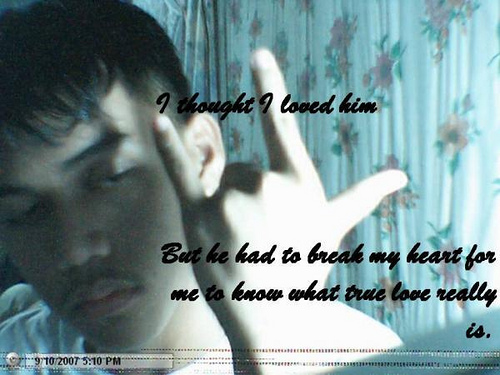 I thought I loved him
But he had to break my heart for
me to know what true love really
is.
9/10/2007 5:10 PM